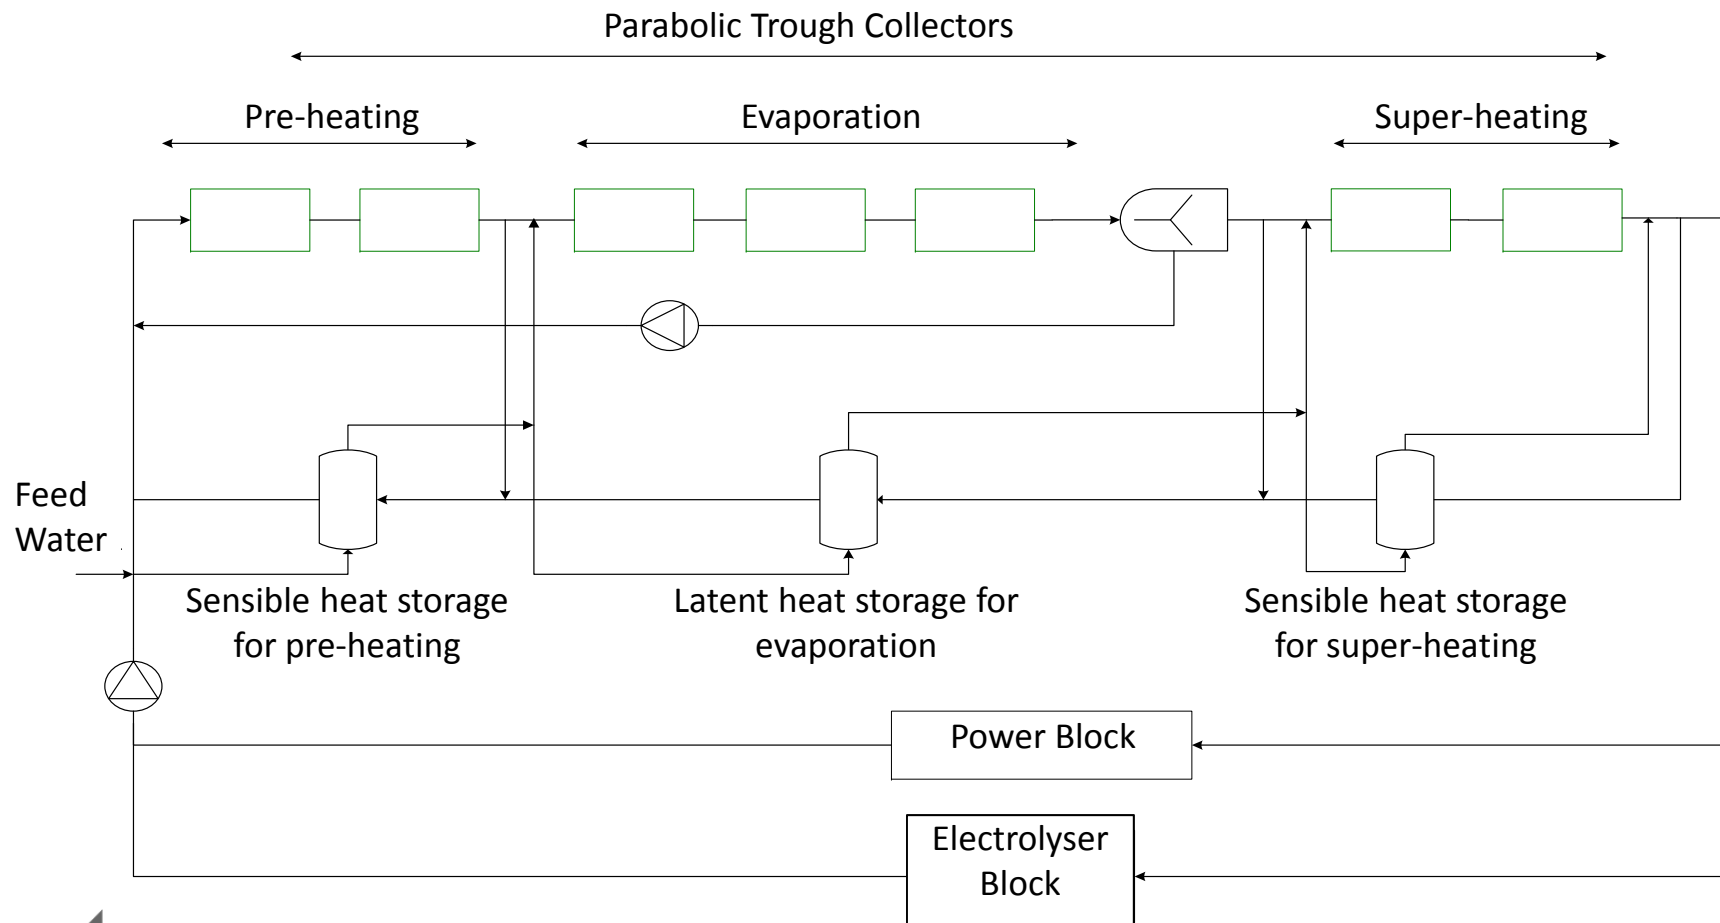 Parabolic Trough Collectors
Pre-heating
Evaporation
Super-heating
Feed
Water
Sensible heat storage
for pre-heating
Latent heat storage for
evaporation
Sensible heat storage
for super-heating
Power Block
Electrolyser
Block